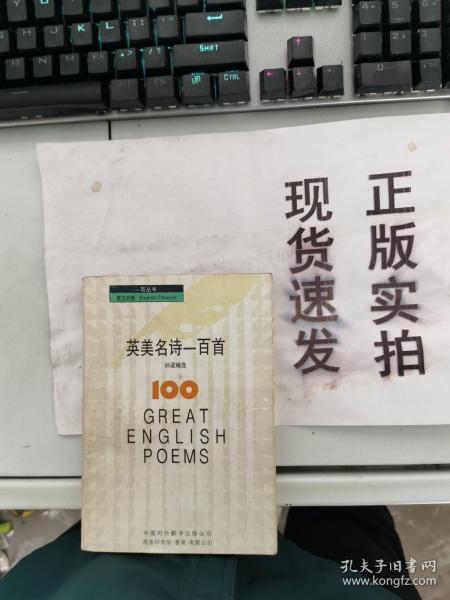 SHIFT
CTRL
正版实拍
现货速发
一百丛书
英汉对照 English-Chinese
英美名诗一百首
孙梁编选
100
GREAT
ENGLISH
POEMS
中国对外翻译出版公司
商务印书馆(香港)有限公司
孔夫子旧书网
www.kongfz.com